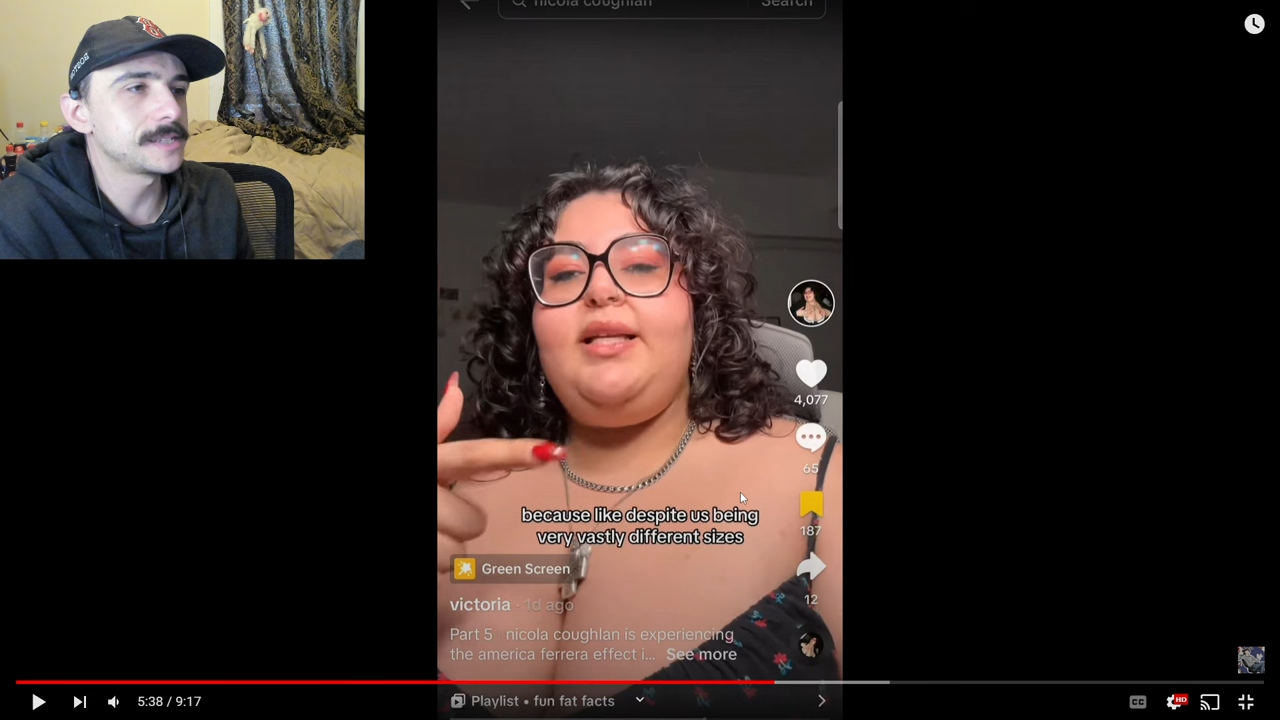 nicola coughlan
Search
4,077
65
because like despite us being
very vastly different sizes
187
Green Screen
12
victoria · 1d ago
Part 5 nicola coughlan is experiencing
the america ferrera effect i... See more
Playlist • fun fat facts
5:38 / 9:17
CC
HD